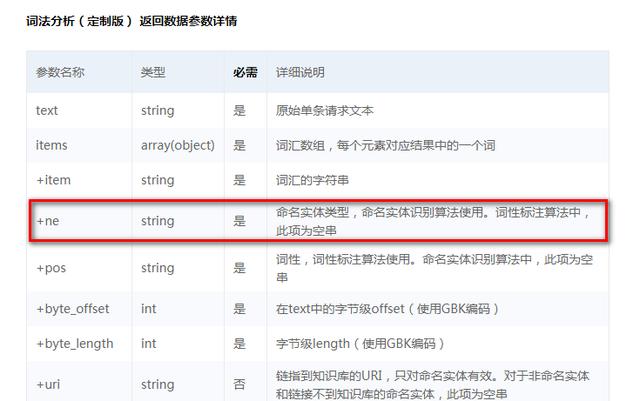 词法分析（定制版） 返回数据参数详情
参数名称 类型 必需 详细说明
text string 是 原始单条请求文本
items array(object) 是 词汇数组，每个元素对应结果中的一个词
+item string 是 词汇的字符串
+ne string 是 命名实体类型，命名实体识别算法使用。词性标注算法中，
此项为空串
+pos string 是 词性，词性标注算法使用。命名实体识别算法中，此项为空
串
+byte_offset int 是 在text中的字节级offset（使用GBK编码）
+byte_length int 是 字节级length（使用GBK编码）
+uri string 否 链指到知识库的URI，只对命名实体有效。对于非命名实体
和链接不到知识库的命名实体，此项为空串